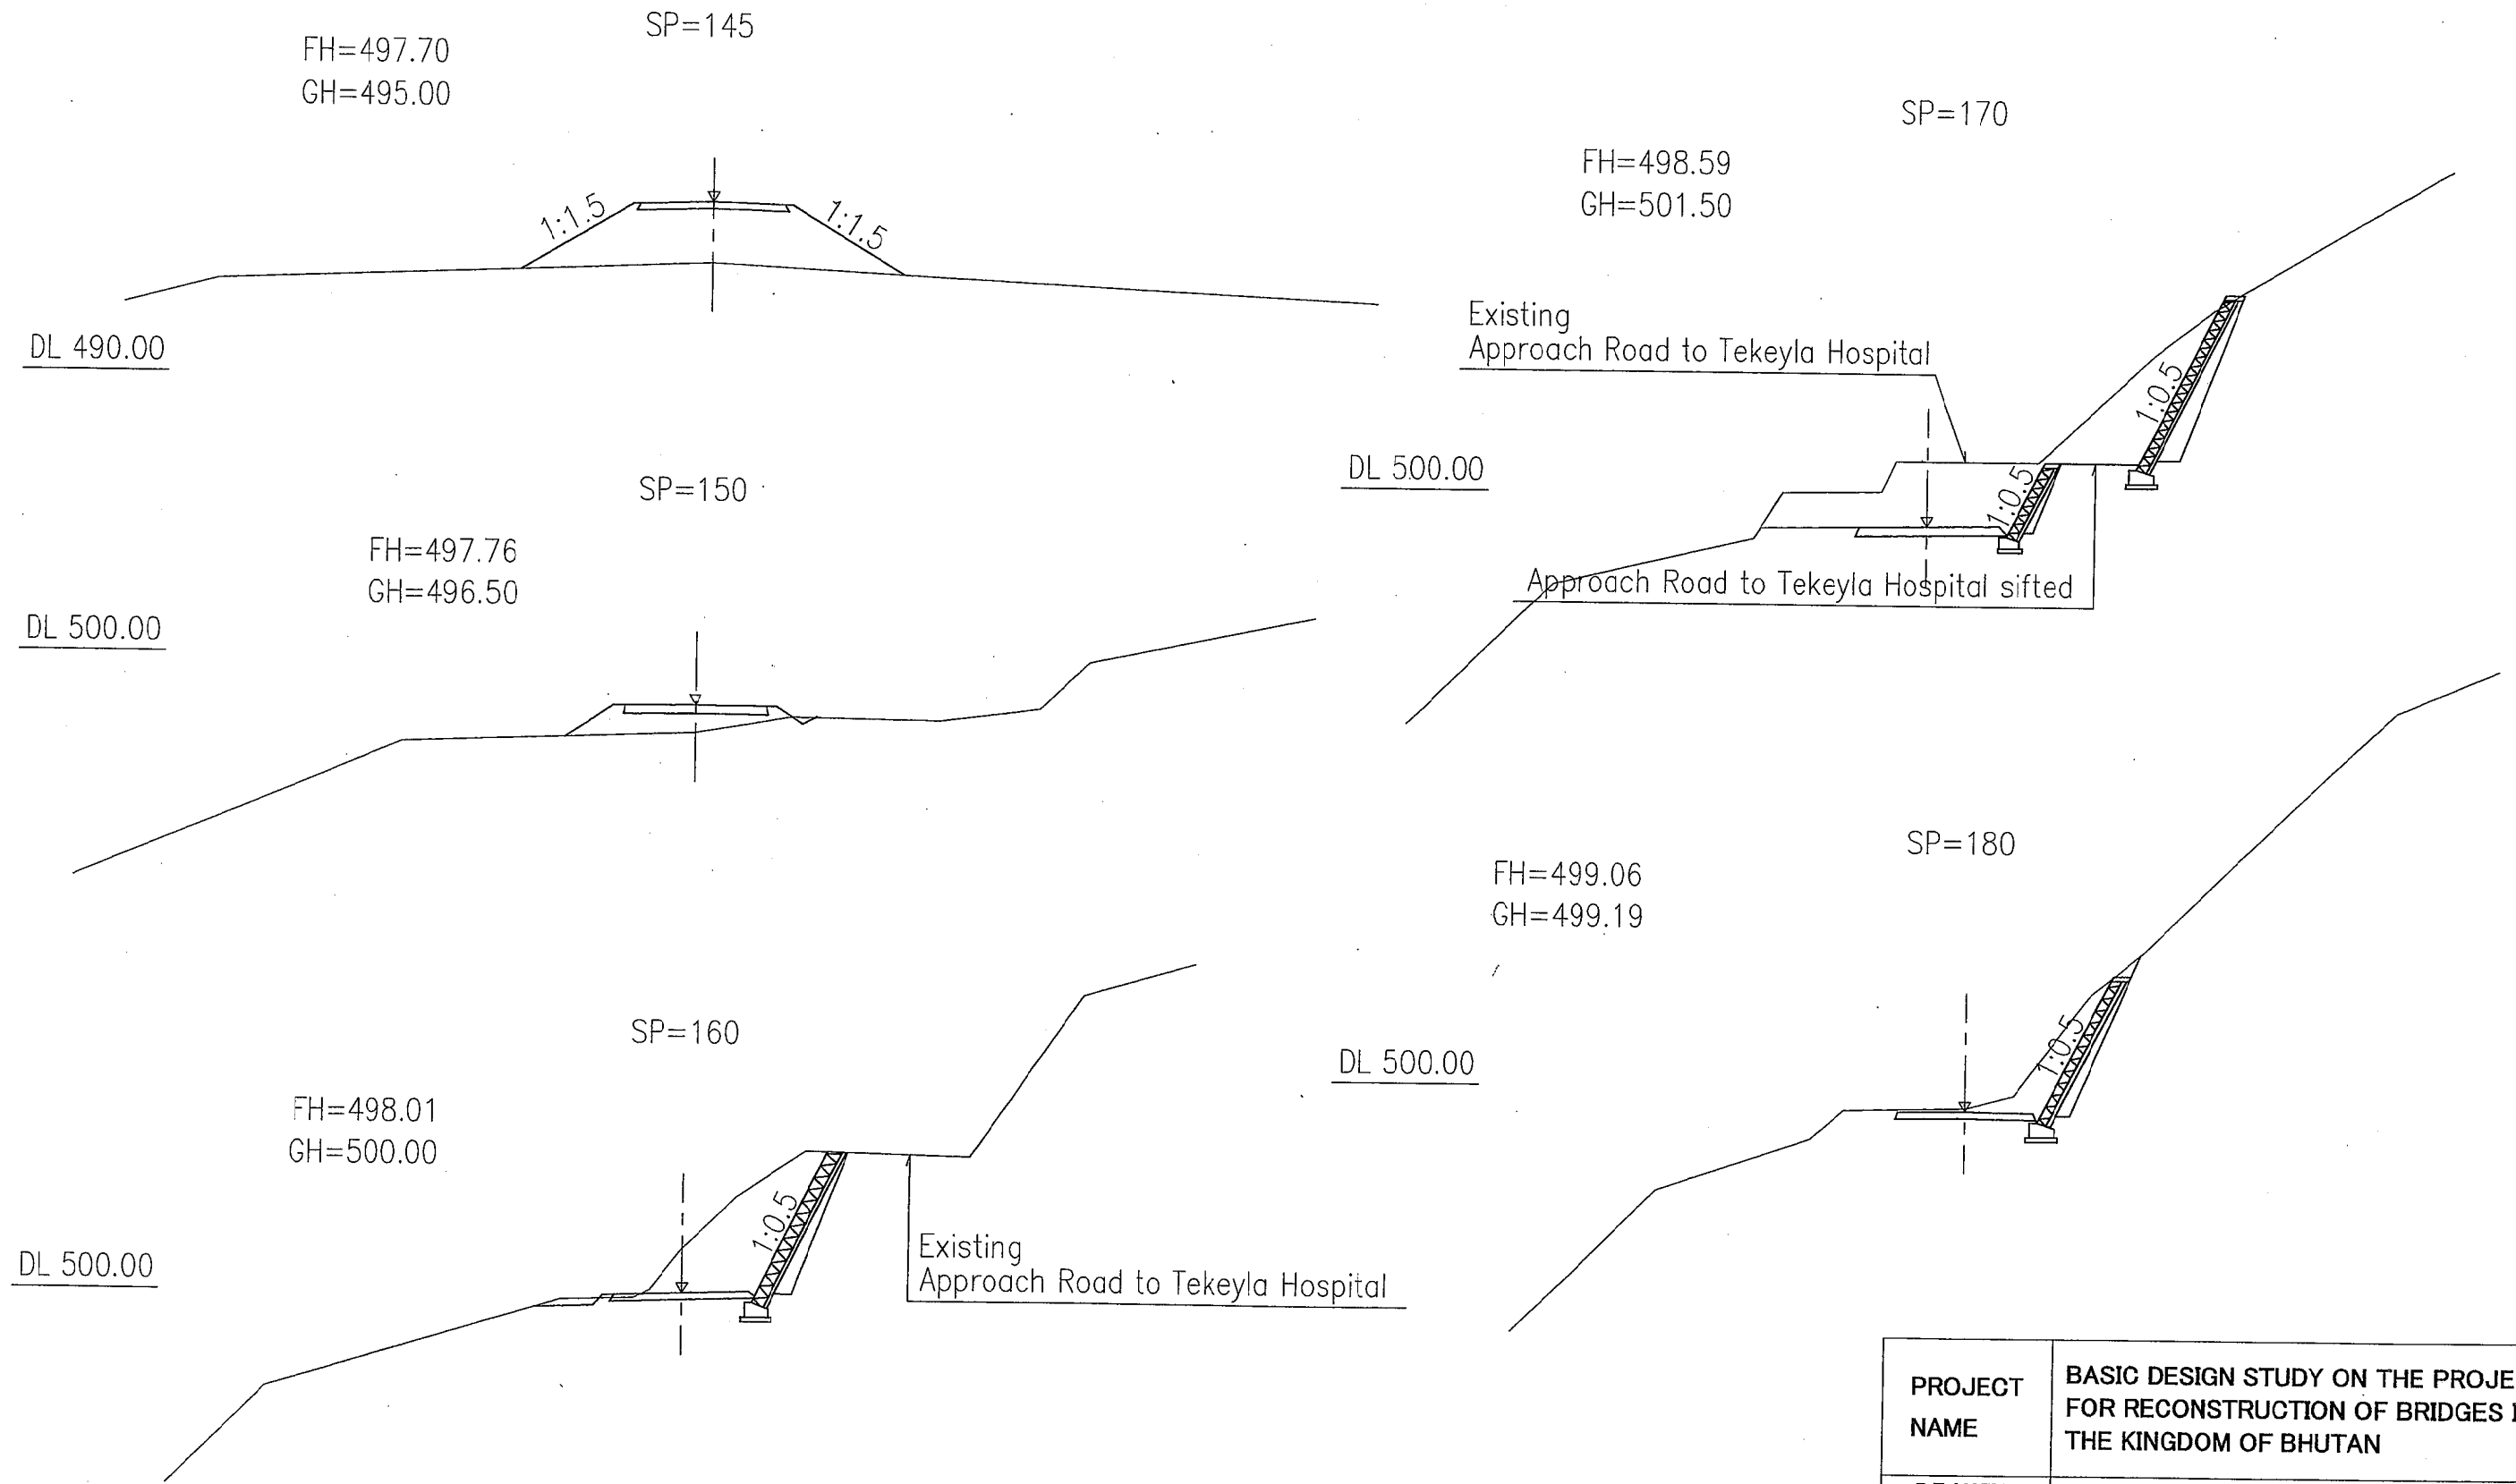 SP=145
FH=497.70
GH=495.00
1:1.5
1:1.5
DL 490.00
SP=150
FH=497.76
GH=496.50
DL 500.00
SP=160
FH=498.01
GH=500.00
1:0.5
DL 500.00
Existing
Approach Road to Tekeyla Hospital
SP=170
FH=498.59
GH=501.50
Existing
Approach Road to Tekeyla Hospital
1:0.5
DL 500.00
1:0.5
Approach Road to Tekeyla Hospital sifted
SP=180
FH=499.06
GH=499.19
1:0.5
DL 500.00
PROJECT
NAME
BASIC DESIGN STUDY ON THE PROJE
FOR RECONSTRUCTION OF BRIDGES
THE KINGDOM OF BHUTAN